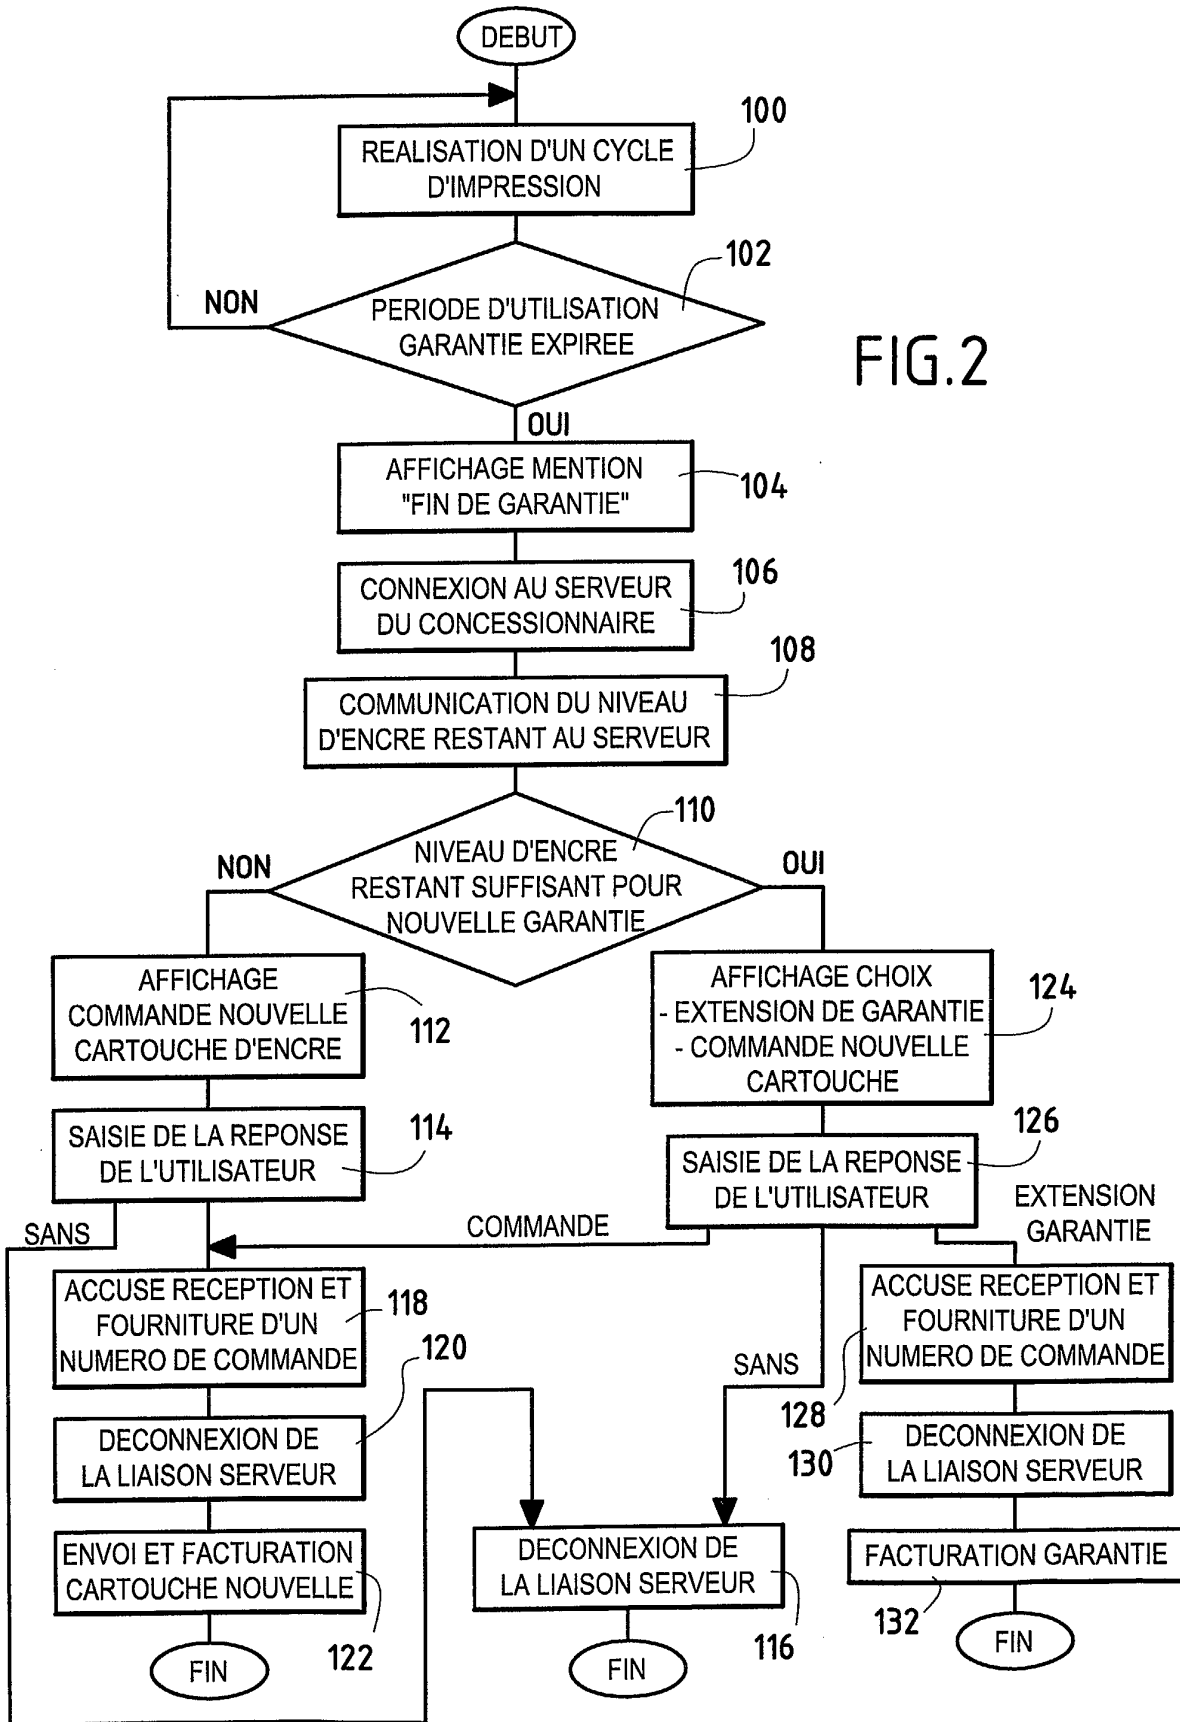 DEBUT
100
REALISATION D'UN CYCLE
D'IMPRESSION
102
NON
PERIODE D'UTILISATION
GARANTIE EXPIREE
FIG.2
OUI
AFFICHAGE MENTION
"FIN DE GARANTIE"
104
CONNEXION AU SERVEUR
DU CONCESSIONNAIRE
106
108
COMMUNICATION DU NIVEAU
D'ENCRE RESTANT AU SERVEUR
110
NON
NIVEAU D'ENCRE
RESTANT SUFFISANT POUR
NOUVELLE GARANTIE
OUI
AFFICHAGE
COMMANDE NOUVELLE
CARTOUCHE D'ENCRE
112
AFFICHAGE CHOIX
- EXTENSION DE GARANTIE
- COMMANDE NOUVELLE
CARTOUCHE
124
SAISIE DE LA REPONSE
DE L'UTILISATEUR
114
SAISIE DE LA REPONSE
DE L'UTILISATEUR
126
SANS
COMMANDE
EXTENSION
GARANTIE
ACCUSE RECEPTION ET
FOURNITURE D'UN
NUMERO DE COMMANDE
118
SANS
ACCUSE RECEPTION ET
FOURNITURE D'UN
NUMERO DE COMMANDE
128
120
DECONNEXION DE
LA LIAISON SERVEUR
130
DECONNEXION DE
LA LIAISON SERVEUR
ENVOI ET FACTURATION
CARTOUCHE NOUVELLE
122
DECONNEXION DE
LA LIAISON SERVEUR
116
FACTURATION GARANTIE
132
FIN
FIN
FIN